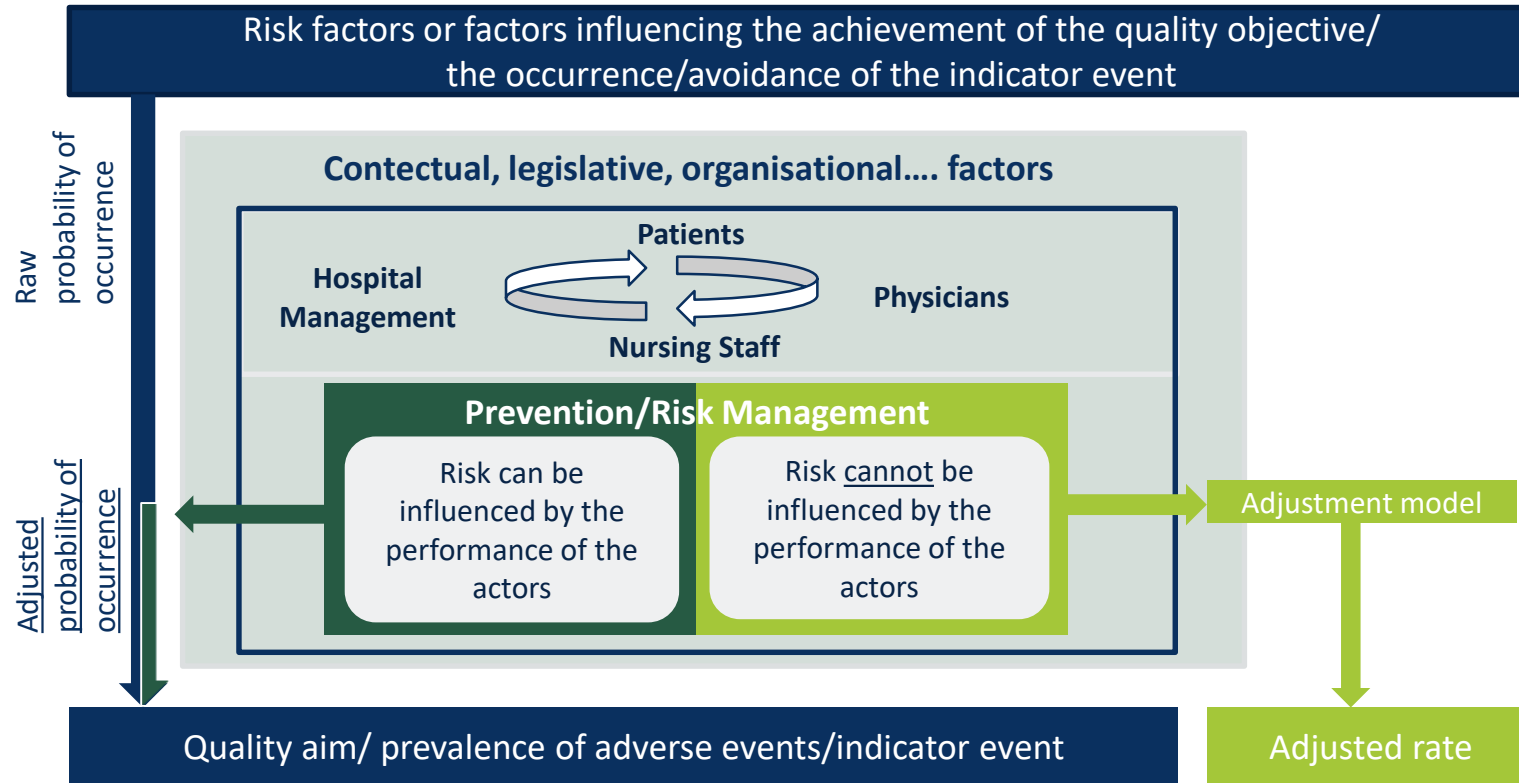 Risk factors or factors influencing the achievement of the quality objective/
the occurrence/avoidance of the indicator event
Raw
probability of
occurrence
Contectual, legislative, organisational.... factors
Patients
Hospital
Management
Physicians
Nursing Staff
Prevention/Risk Management
Risk can be
influenced by the
performance of the
actors
Risk cannot be
influenced by the
performance of the
actors
Adjusted
probability of
occurrence
Adjustment model
Quality aim/ prevalence of adverse events/indicator event
Adjusted rate